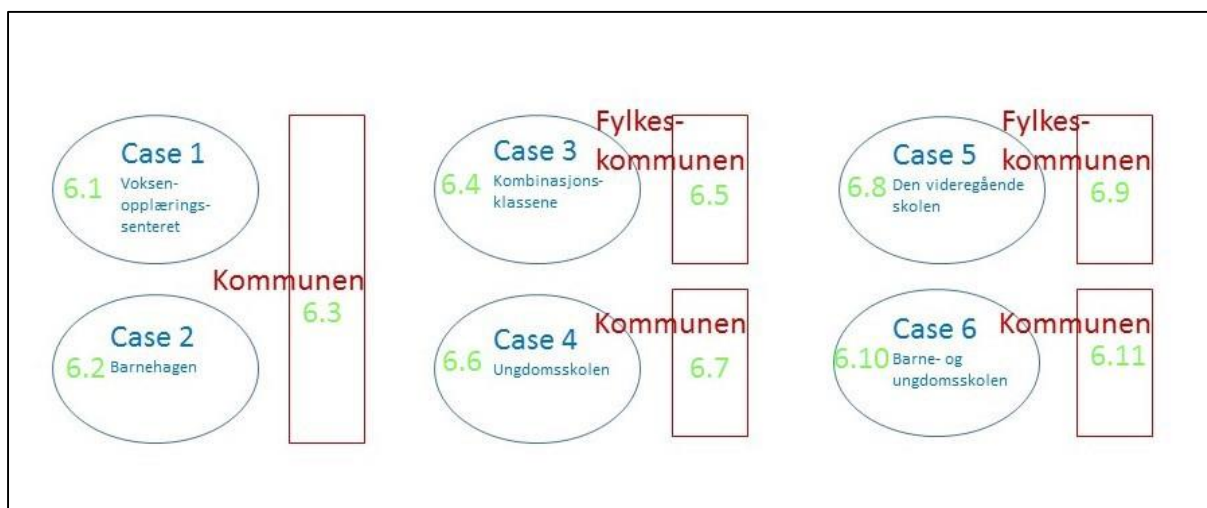 Case 1
6.1
Voksen-
opplærings-
senteret
Case 2
6.2
Barnehagen
Kommunen
6.3
Case 3
6.4
Kombinasjons-
klassene
Fylkes-
kommunen
6.5
Case 4
6.6
Ungdomsskolen
Kommunen
6.7
Case 5
6.8
Den videregående
skolen
Fylkes-
kommunen
6.9
Case 6
6.10
Barne- og
ungdomsskolen
Kommunen
6.11